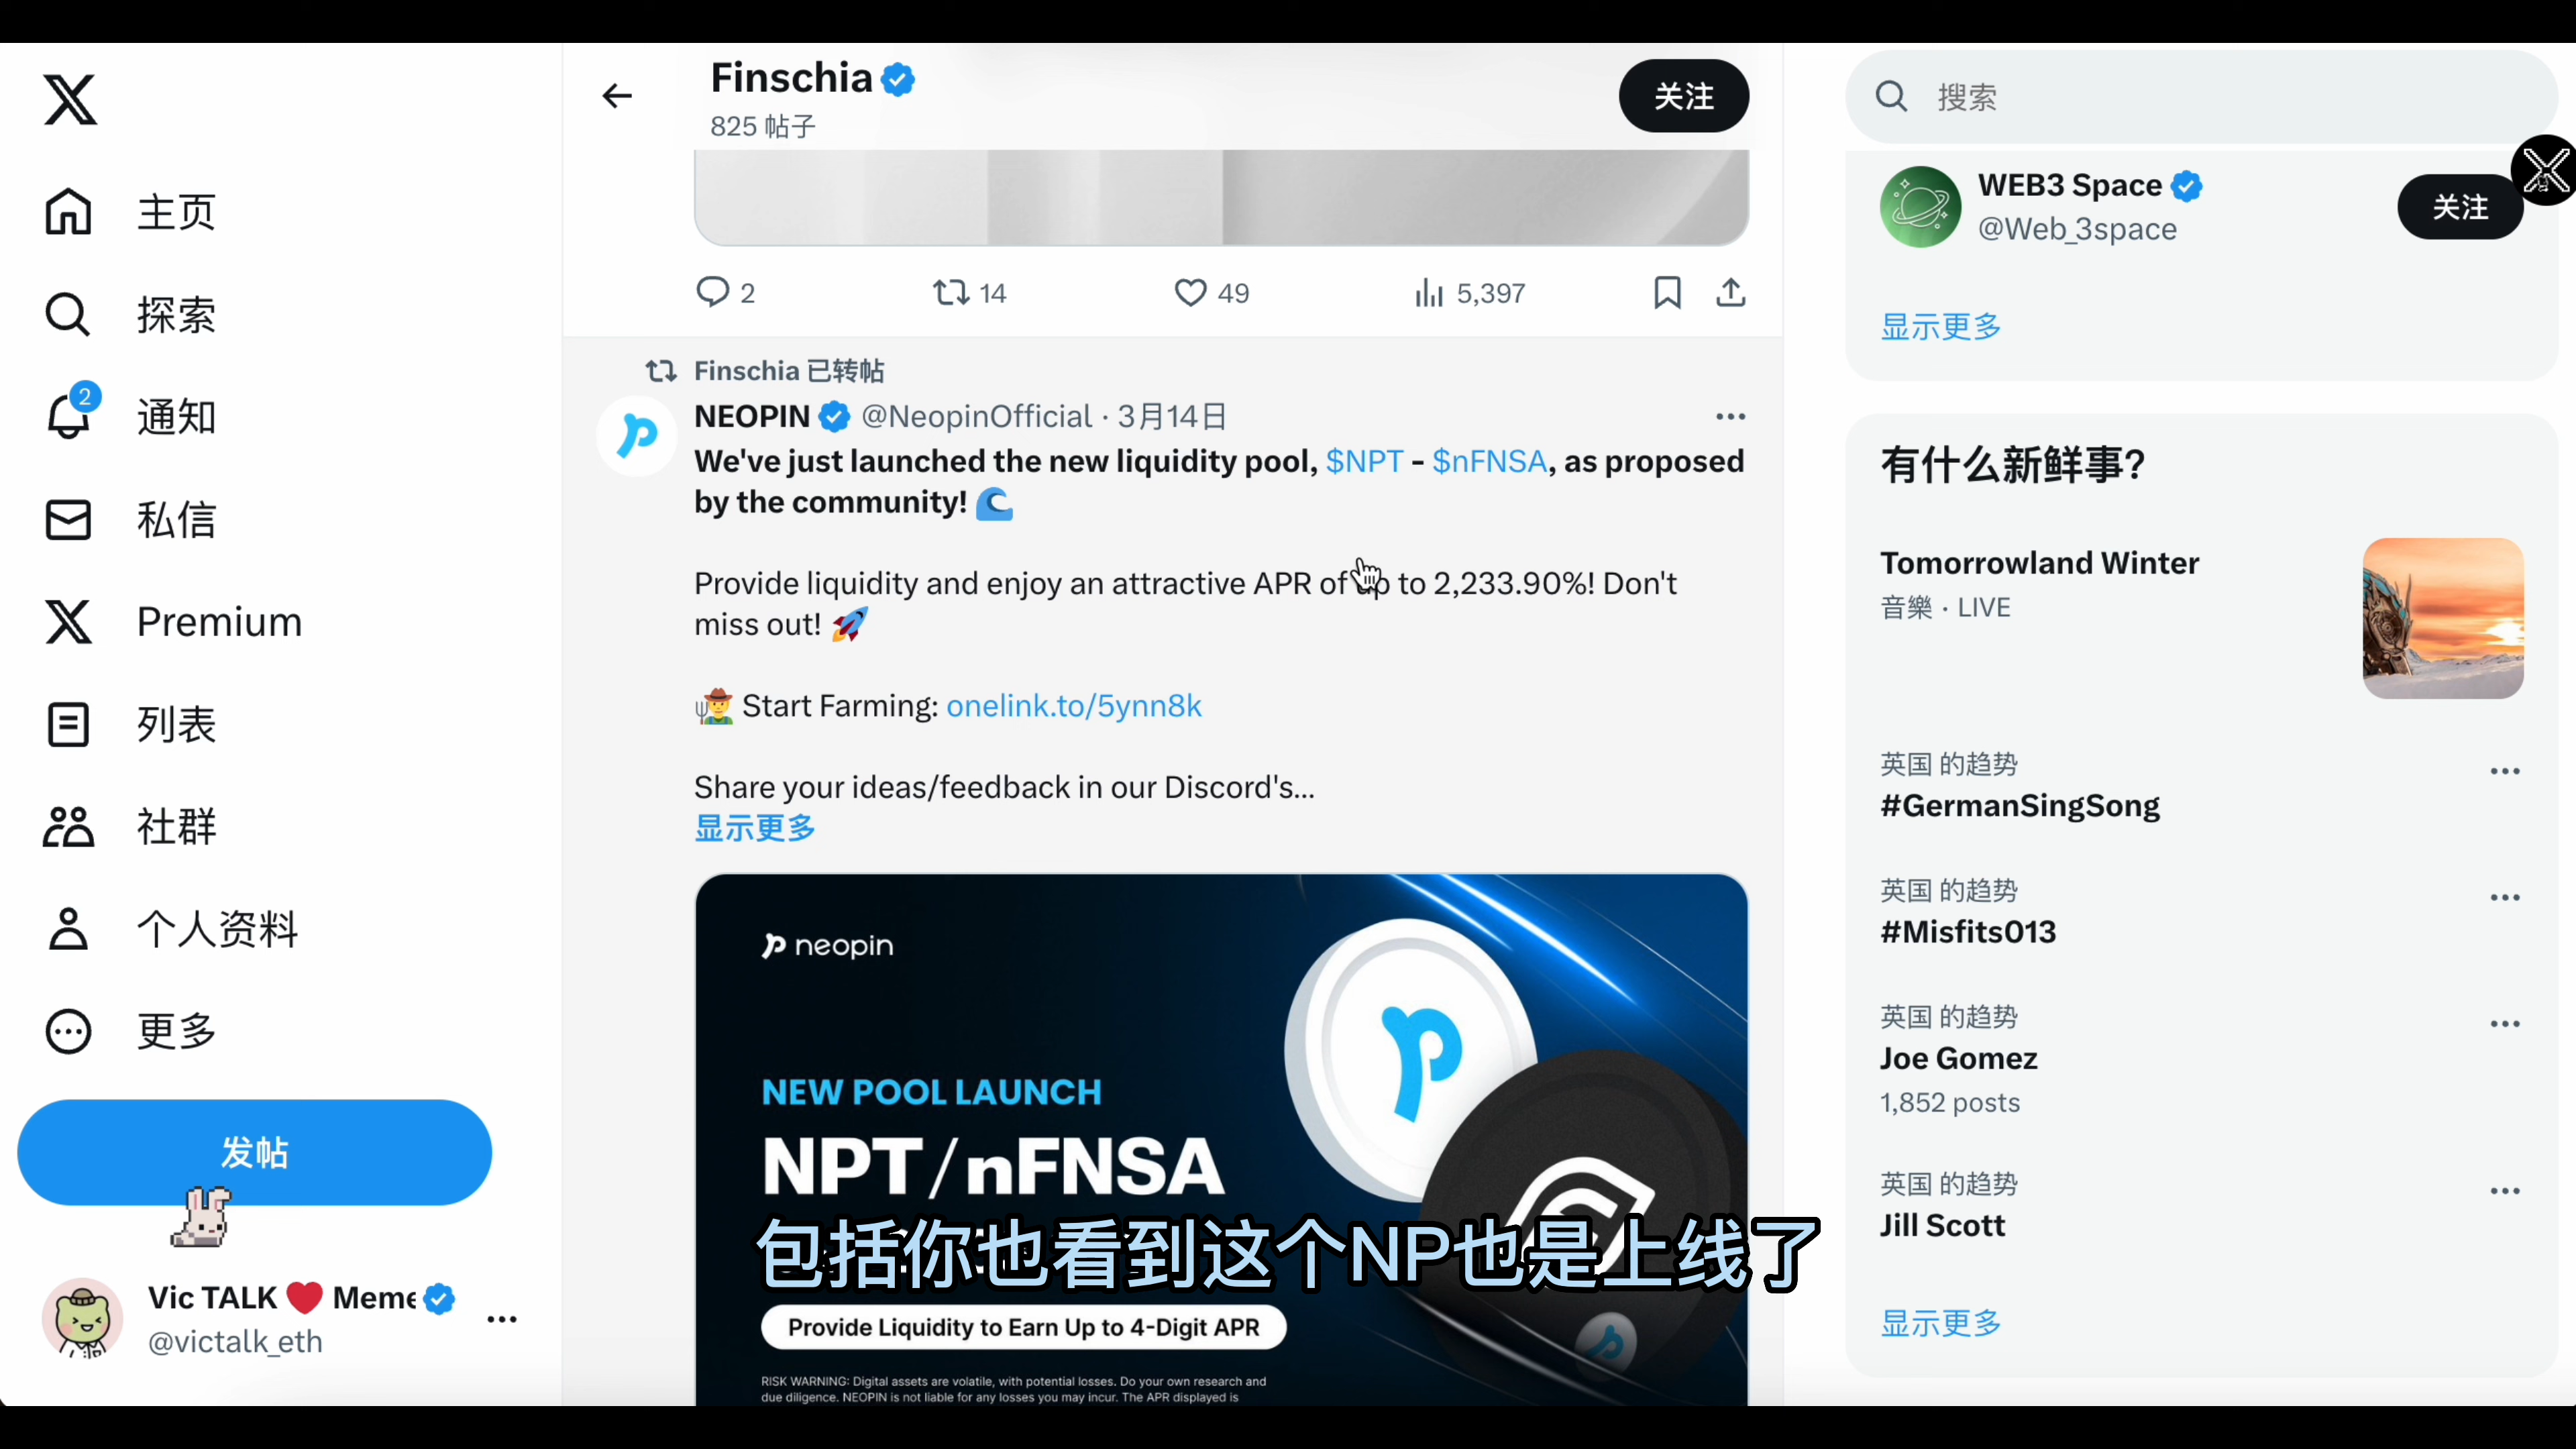 主页
探索
2
通知
私信
Premium
列表
社群
个人资料
更多
发帖
Vic TALK ❤️ Meme
@victalk_eth
Finschia
825 帖子
关注
2
14
49
5,397
Finschia 已转帖
NEOPIN @NeopinOfficial · 3月14日
We've just launched the new liquidity pool, $NPT - $nFNSA, as proposed
by the community! 🌊
Provide liquidity and enjoy an attractive APR of up to 2,233.90%! Don't
miss out! 🚀
👨‍🌾 Start Farming: onelink.to/5ynn8k
Share your ideas/feedback in our Discord's...
显示更多
neopin
NEW POOL LAUNCH
NPT/nFNSA
包括你也看到这个NP也是上线了
Provide Liquidity to Earn Up to 4-Digit APR
RISK WARNING: Digital assets are volatile, with potential losses. Do your own research and
due diligence. NEOPIN is not liable for any losses you may incur. The APR displayed is
搜索
WEB3 Space
@Web_3space
关注
显示更多
有什么新鲜事?
Tomorrowland Winter
音樂 · LIVE
英国 的趋势
#GermanSingSong
英国 的趋势
#Misfits013
英国 的趋势
Joe Gomez
1,852 posts
英国 的趋势
Jill Scott
显示更多